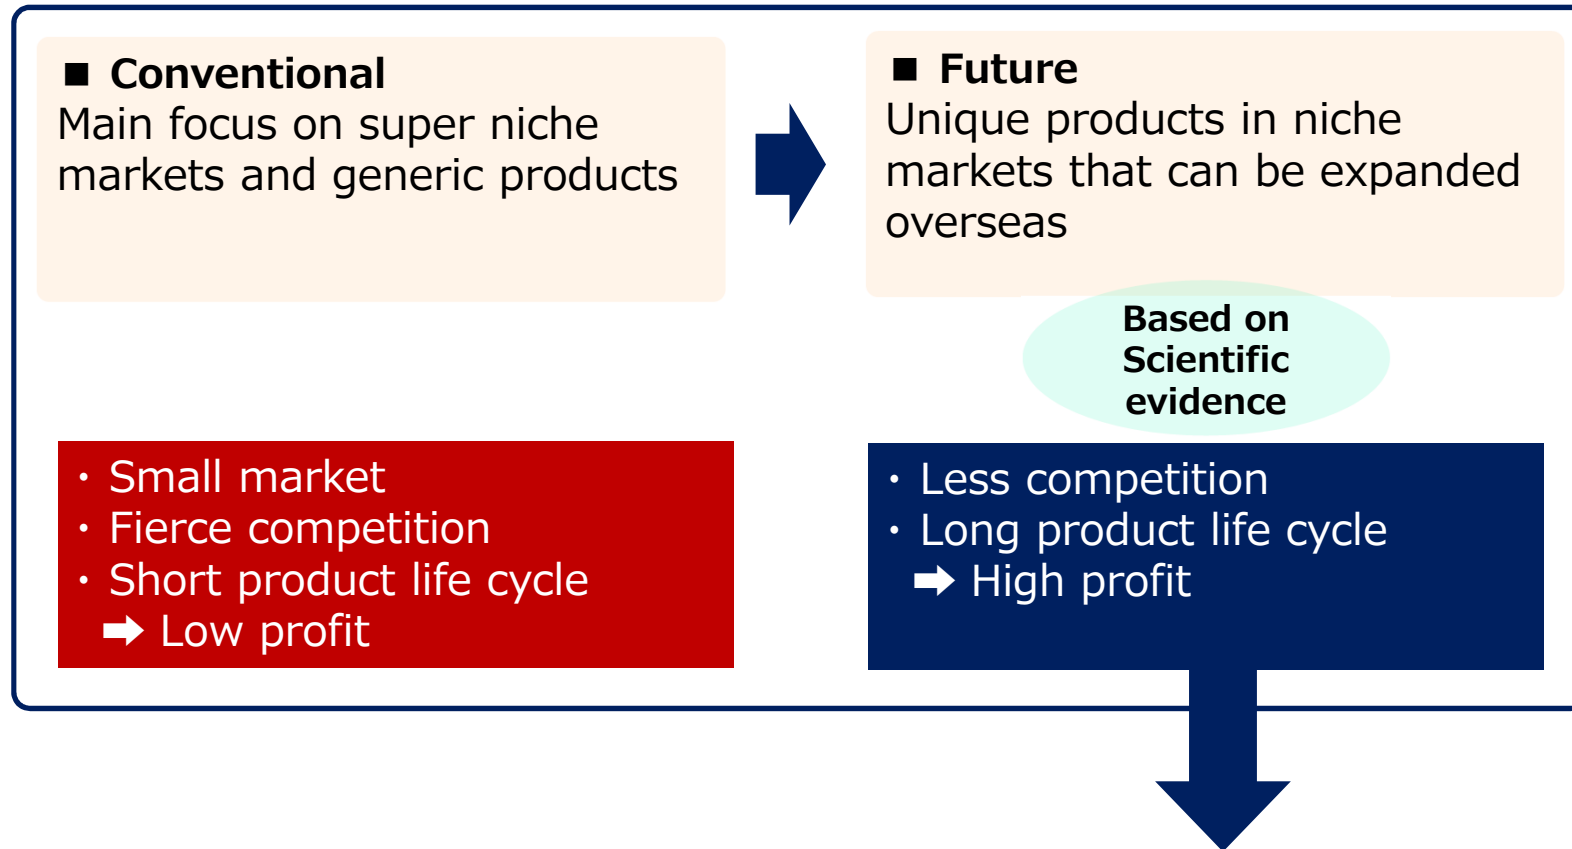 ■ Conventional
Main focus on super niche
markets and generic products
■ Future
Unique products in niche
markets that can be expanded
overseas
Based on
Scientific
evidence
・Small market
・Fierce competition
・Short product life cycle
➡ Low profit
・Less competition
・Long product life cycle
➡ High profit